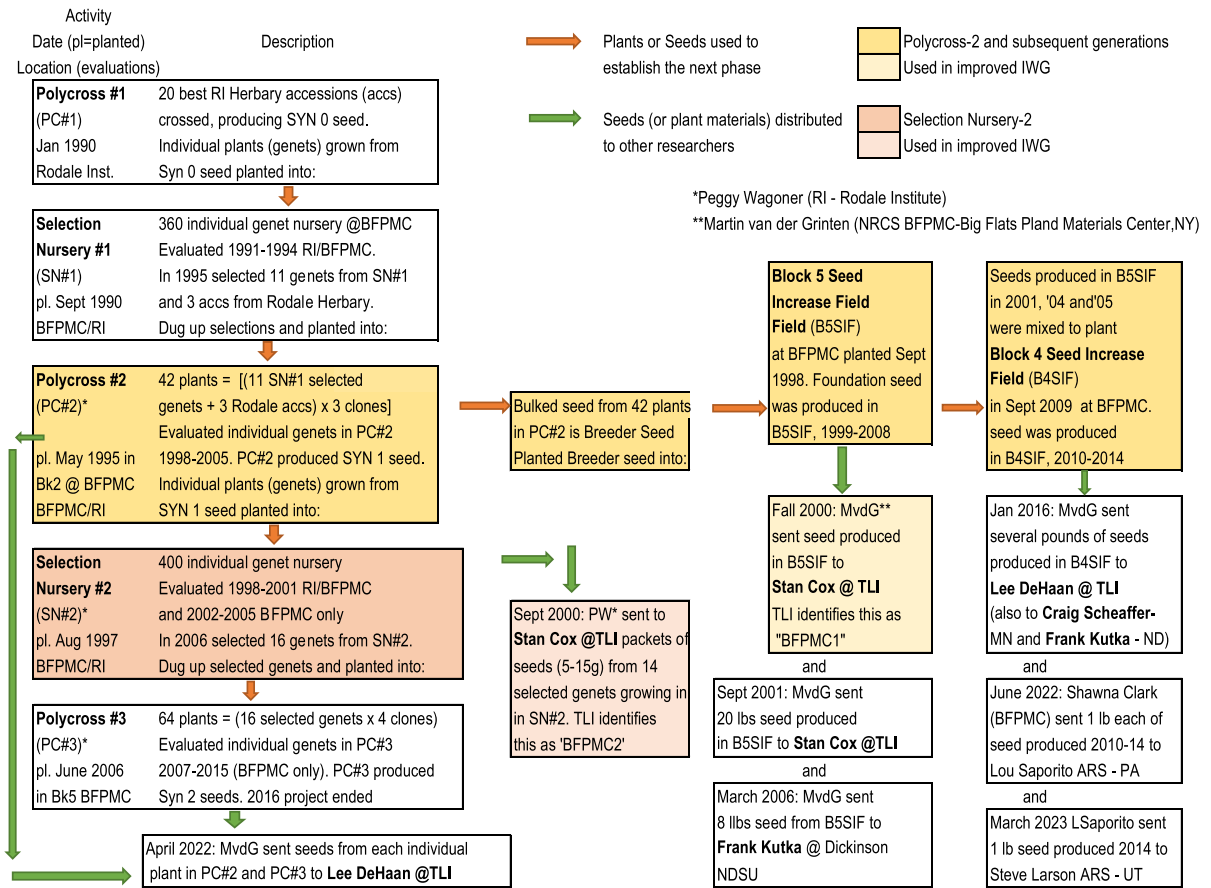 Activity
Date (pl=planted)
Description
Location (evaluations)
Plants or Seeds used to
establish the next phase
Seeds (or plant materials) distributed
to other researchers
Polycross-2 and subsequent generations
Used in improved IWG
Selection Nursery-2
Used in improved IWG
*Peggy Wagoner (RI - Rodale Institute)
**Martin van der Grinten (NRCS BFPMC-Big Flats Pland Materials Center,NY)
Polycross #1 20 best RI Herbary accessions (accs)
(PC#1) crossed, producing SYN 0 seed.
Jan 1990 Individual plants (genets) grown from
Rodale Inst. Syn 0 seed planted into:
Selection 360 individual genet nursery @BFPMC
Nursery #1 Evaluated 1991-1994 RI/BFPMC.
(SN#1) In 1995 selected 11 genets from SN#1
pl. Sept 1990 and 3 accs from Rodale Herbary.
BFPMC/RI Dug up selections and planted into:
Polycross #2 42 plants = [(11 SN#1 selected
(PC#2)* genets + 3 Rodale accs) x 3 clones]
Evaluated individual genets in PC#2
pl. May 1995 in 1998-2005. PC#2 produced SYN 1 seed.
Bk2 @ BFPMC Individual plants (genets) grown from
BFPMC/RI SYN 1 seed planted into:
Selection 400 individual genet nursery
Nursery #2 Evaluated 1998-2001 RI/BFPMC
(SN#2)* and 2002-2005 BFPMC only
pl. Aug 1997 In 2006 selected 16 genets from SN#2.
BFPMC/RI Dug up selected genets and planted into:
Polycross #3 64 plants = (16 selected genets x 4 clones)
(PC#3)* Evaluated individual genets in PC#3
pl. June 2006 2007-2015 (BFPMC only). PC#3 produced
in Bk5 BFPMC Syn 2 seeds. 2016 project ended
April 2022: MvdG sent seeds from each individual
plant in PC#2 and PC#3 to Lee DeHaan @TLI
Bulked seed from 42 plants
in PC#2 is Breeder Seed
Planted Breeder seed into:
Sept 2000: PW* sent to
Stan Cox @TLI packets of
seeds (5-15g) from 14
selected genets growing in
in SN#2. TLI identifies
this as 'BFPMC2'
Block 5 Seed
Increase Field
Field (B5SIF)
at BFPMC planted Sept
1998. Foundation seed
was produced in
B5SIF, 1999-2008
Fall 2000: MvdG**
sent seed produced
in B5SIF to
Stan Cox @ TLI
TLI identifies this as
"BFPMC1"
and
Sept 2001: MvdG sent
20 lbs seed produced
in B5SIF to Stan Cox @TLI
and
March 2006: MvdG sent
8 llbs seed from B5SIF to
Frank Kutka @ Dickinson
NDSU
Seeds produced in B5SIF
in 2001, '04 and'05
were mixed to plant
Block 4 Seed Increase
Field (B4SIF)
in Sept 2009 at BFPMC.
seed was produced
in B4SIF, 2010-2014
Jan 2016: MvdG sent
several pounds of seeds
produced in B4SIF to
Lee DeHaan @ TLI
(also to Craig Scheaffer-
MN and Frank Kutka - ND)
and
June 2022: Shawna Clark
(BFPMC) sent 1 lb each of
seed produced 2010-14 to
Lou Saporito ARS - PA
and
March 2023 LSaporito sent
1 lb seed produced 2014 to
Steve Larson ARS - UT